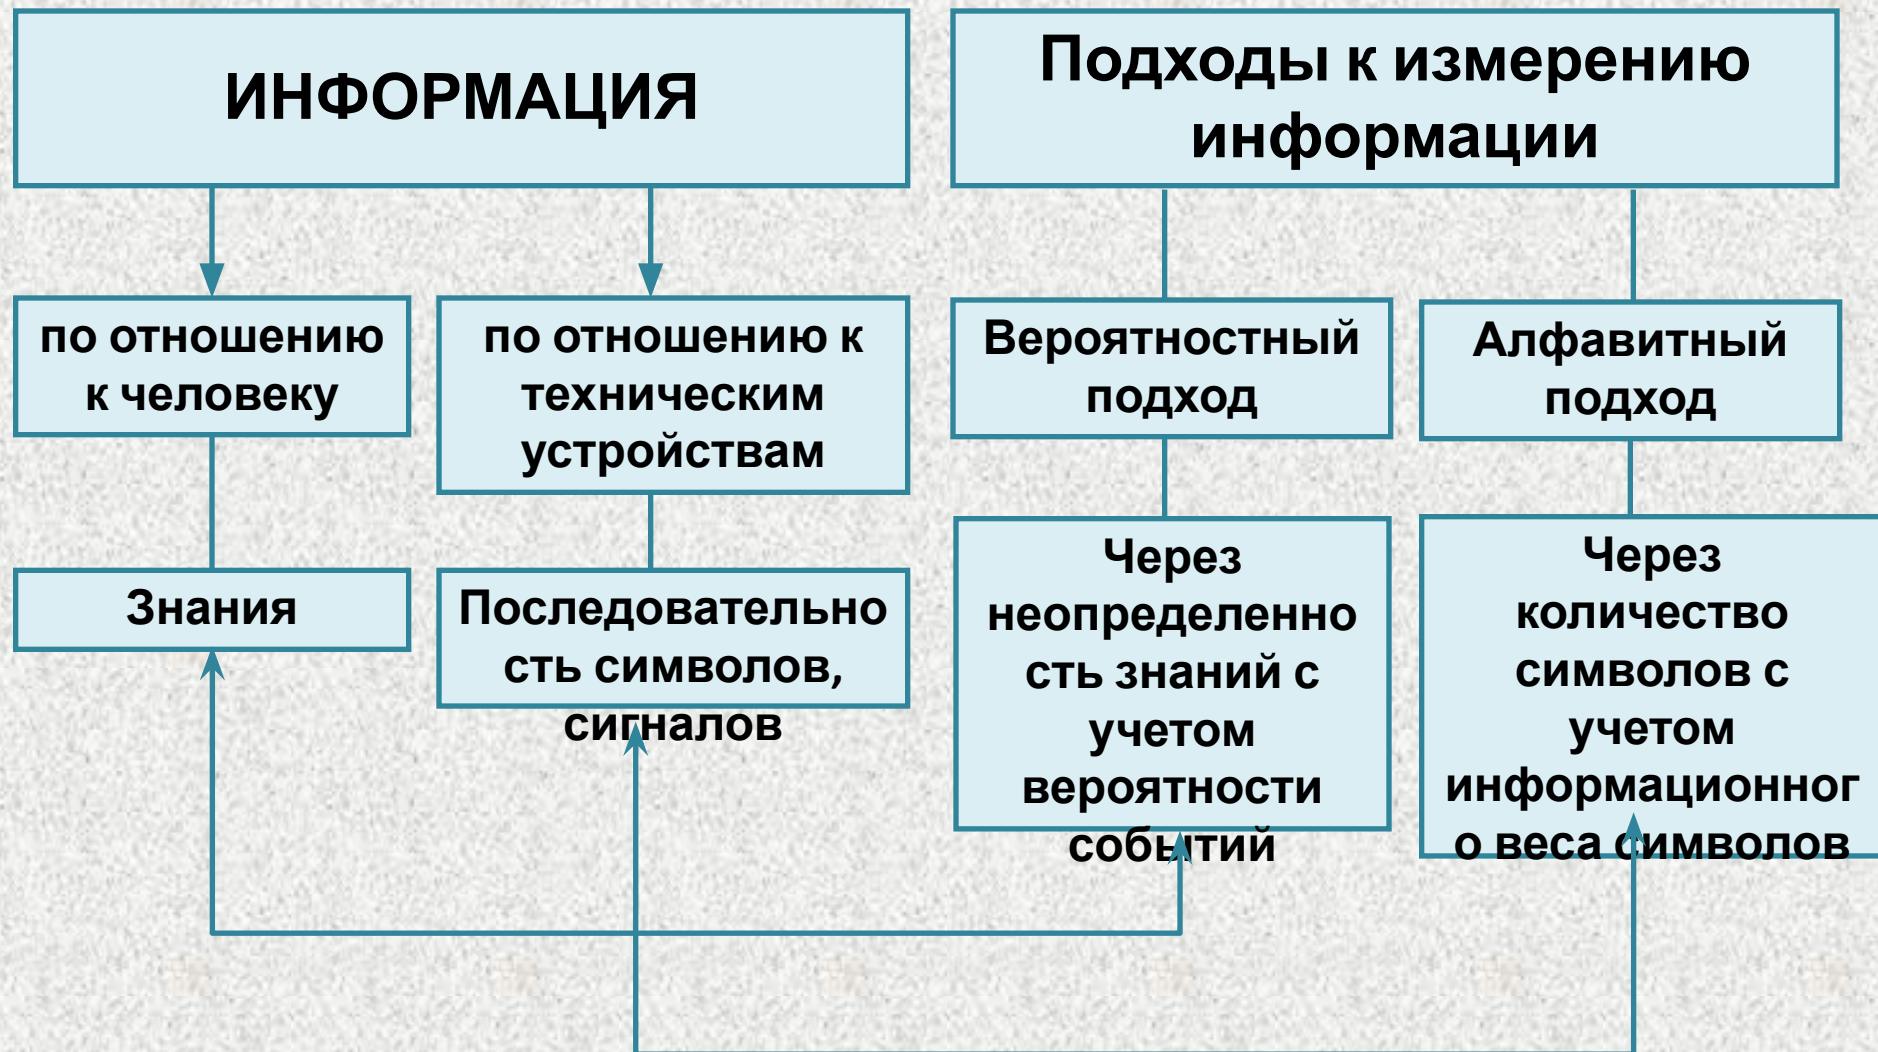 ИНФОРМАЦИЯ
Подходы к измерению
информации
по отношению
к человеку
по отношению к
техническим
устройствам
Вероятностный
подход
Алфавитный
подход
Знания
Последовательно
сть символов,
сигналов
Через
неопределенно
сть знаний с
учетом
вероятности
событий
Через
количество
символов с
учетом
информационног
о веса символов